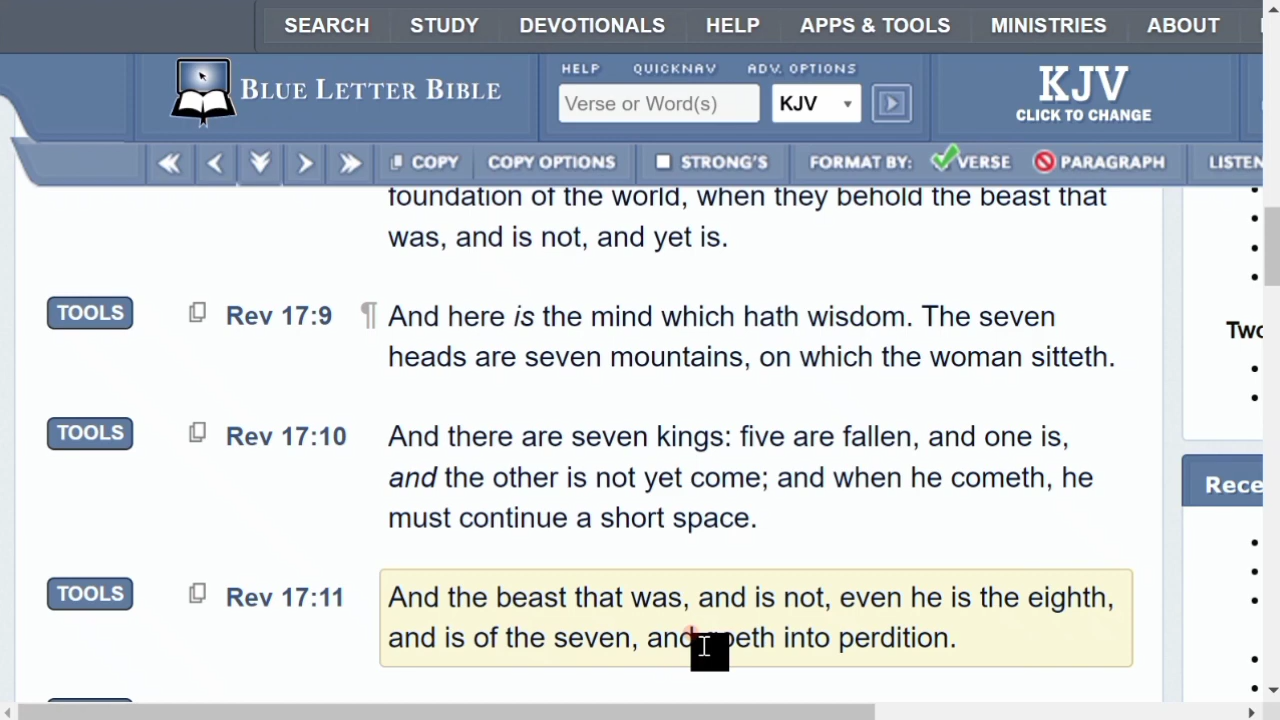 SEARCH STUDY DEVOTIONALS HELP APPS & TOOLS MINISTRIES ABOUT
BLUE LETTER BIBLE
HELP QUICKNAV ADV. OPTIONS
Verse or Word(s) KJV
KJV
CLICK TO CHANGE
COPY COPY OPTIONS STRONG'S FORMAT BY: VERSE PARAGRAPH LISTEN
foundation of the world, when they behold the beast that
was, and is not, and yet is.
TOOLS Rev 17:9 ¶ And here is the mind which hath wisdom. The seven
heads are seven mountains, on which the woman sitteth.
TOOLS Rev 17:10 And there are seven kings: five are fallen, and one is,
and the other is not yet come; and when he cometh, he
must continue a short space.
TOOLS Rev 17:11 And the beast that was, and is not, even he is the eighth,
and is of the seven, and goeth into perdition.
Two
Rece